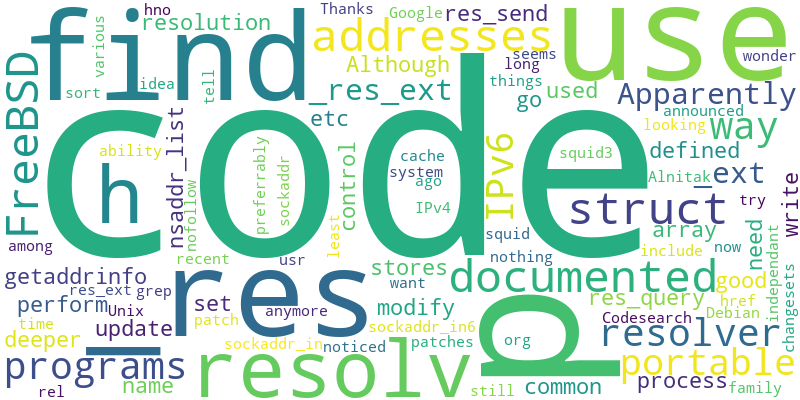 hno
Thanks
Google
res_send
find
use
resolution
addresses
various
Although
seems
long
wonder
sort
idea
tell
_res_ext
things
go
used
Apparently
announced
FreeBSD
code
etc
looking
way
ability
h
nsaddr_list
nofollow
preferrably
sockaddr
control
cache
system
ago
IPv4
IPv6
squid3
defined
Alnitak
_ext
try
struct
Write
among
least
squid
nothing
array
need
include
now
independant
changesets
getaddrinfo
recent
usr
stores
want
documented
good
href
res_ext
grep
_res
perform
Unix
set
anymore
modify
res_query
Debian
Codesearch
time
patch
_update
deeper
sockaddr_in6
sockaddr_in
noticed
patches
org
d
resolver
programs
resolv
portable
name
rel
still
common
process
family